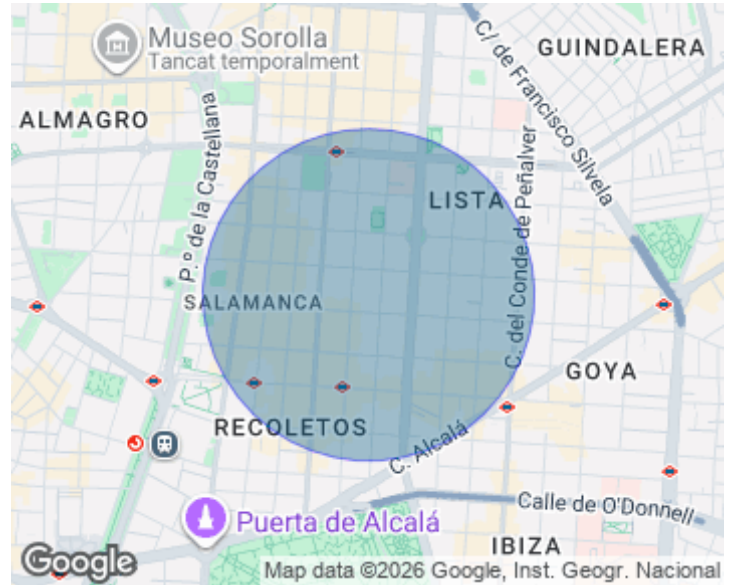 Museo Sorolla
Tancat temporalment
GUINDALERA
C/ de Francisco Silvela
ALMAGRO
P.º de la Castellana
C. del Conde de Peñalver
LISTA
SALAMANCA
GOYA
RECOLETOS
C. Alcalá
Calle de O'Donnell
Puerta de Alcalá
IBIZA
Google
Map data ©2026 Google, Inst. Geogr. Nacional